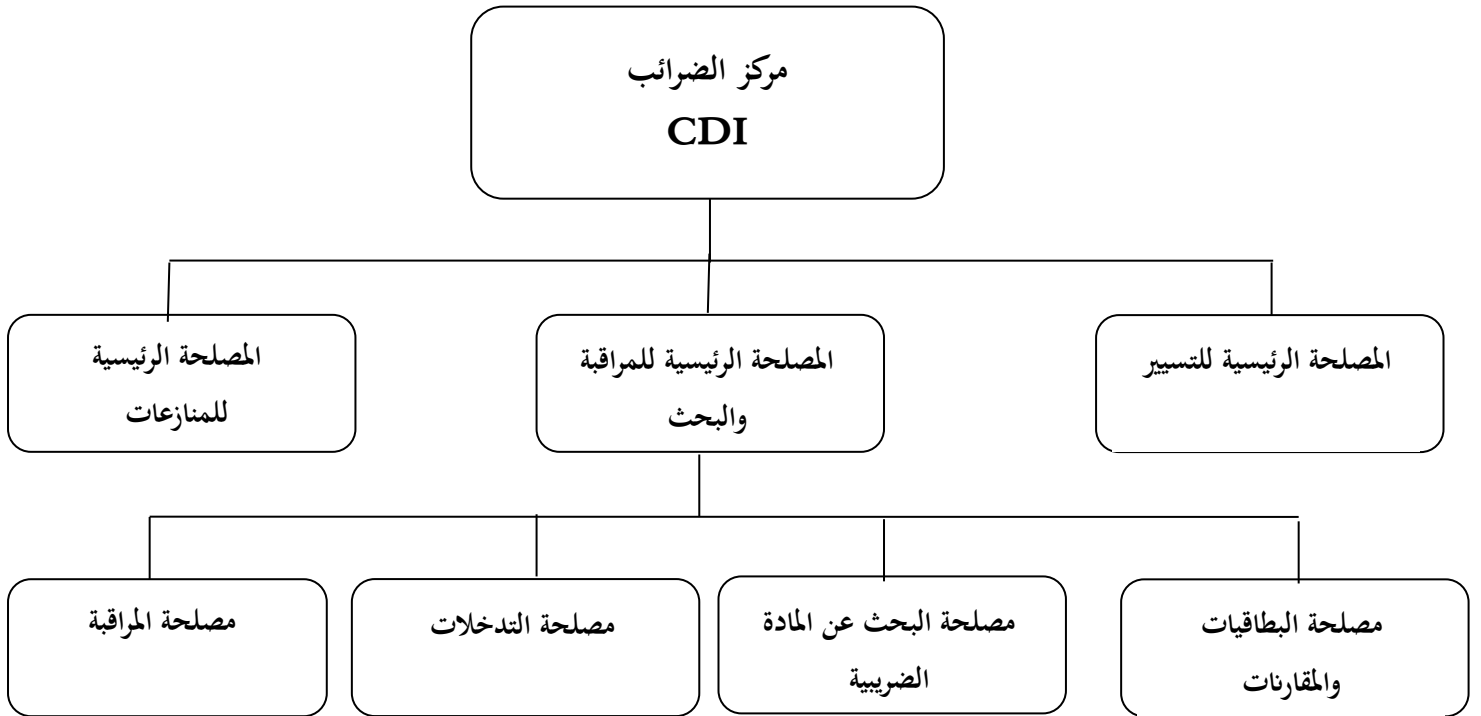 مركز الضرائب
CDI
المصلحة الرئيسية للتسيير
المصلحة الرئيسية للمراقبة
والبحث
المصلحة الرئيسية
للمنازعات
مصلحة البطاقيات
والمقارنات
مصلحة البحث عن المادة
الضريبية
مصلحة التدخلات
مصلحة المراقبة